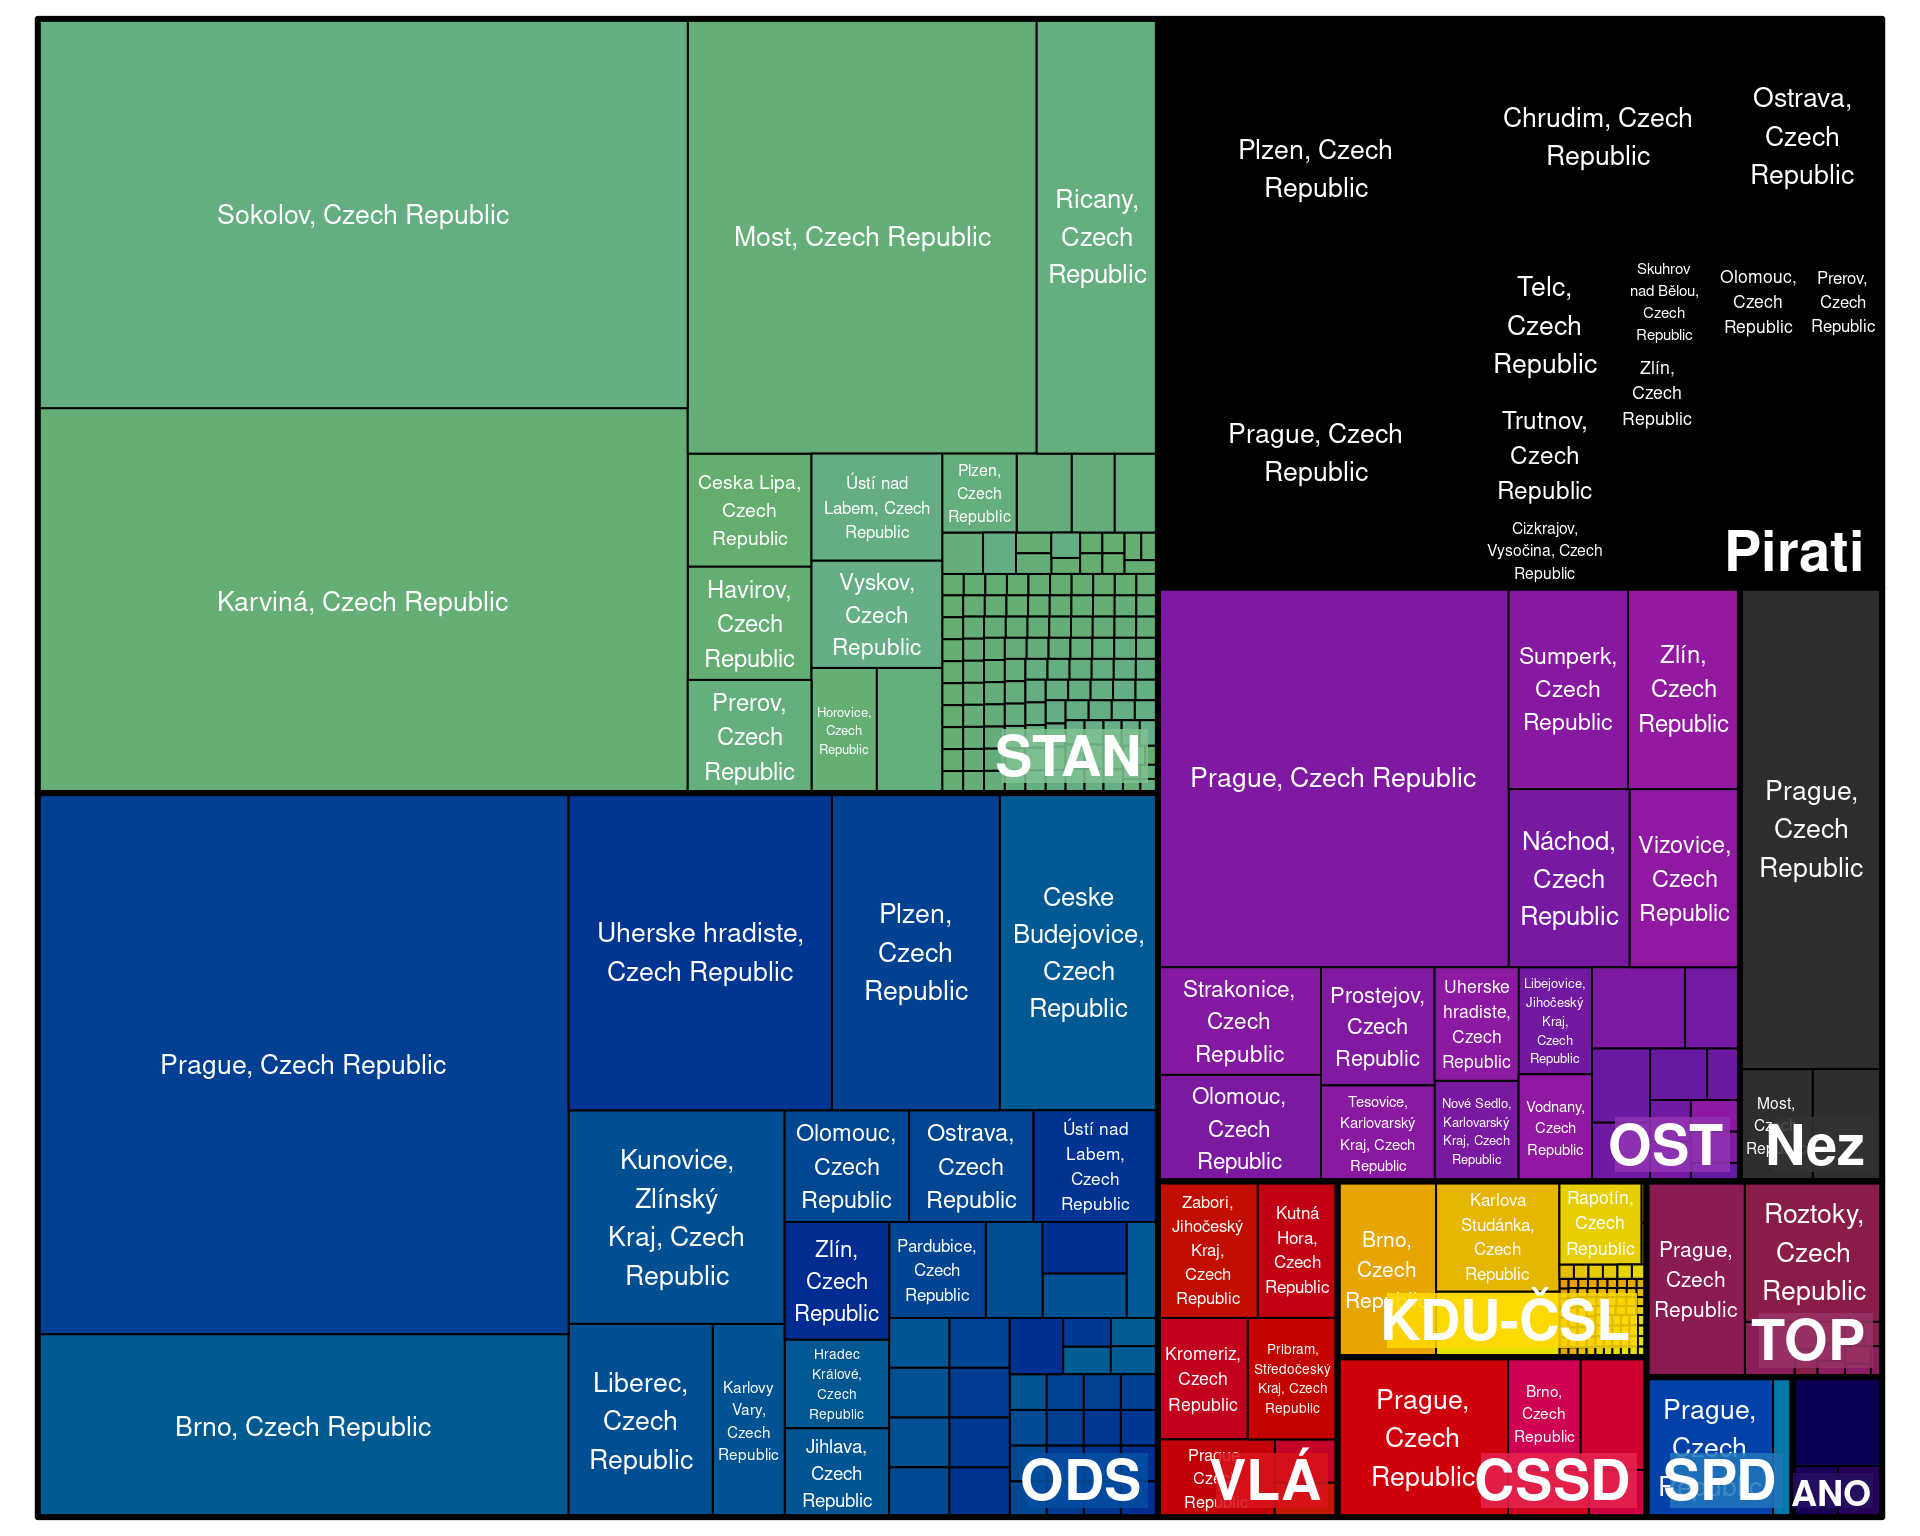 Sokolov, Czech Republic
Most, Czech Republic
Ricany,
Czech
Republic
Karviná, Czech Republic
Ceska Lipa,
Czech
Republic
Ústí nad
Labem, Czech
Republic
Plzen,
Czech
Republic
Havirov,
Czech
Republic
Vyskov,
Czech
Republic
Prerov,
Czech
Republic
Horovice,
Czech
Republic
STAN
Plzen, Czech
Republic
Chrudim, Czech
Republic
Ostrava,
Czech
Republic
Telc,
Czech
Republic
Skuhrov
nad Bělou,
Czech
Republic
Olomouc,
Czech
Republic
Prerov,
Czech
Republic
Zlín,
Czech
Republic
Prague, Czech
Republic
Trutnov,
Czech
Republic
Cizkrajov,
Vysočina, Czech
Republic
Pirati
Prague, Czech Republic
Uherske hradiste,
Czech Republic
Plzen,
Czech
Republic
Ceske
Budejovice,
Czech
Republic
Brno, Czech Republic
Kunovice,
Zlínský
Kraj, Czech
Republic
Olomouc,
Czech
Republic
Ostrava,
Czech
Republic
Ústí nad
Labem,
Czech
Republic
Zlín,
Czech
Republic
Pardubice,
Czech
Republic
Liberec,
Czech
Republic
Karlovy
Vary,
Czech
Republic
Hradec
Králové,
Czech
Republic
Jihlava,
Czech
Republic
ODS
Prague, Czech Republic
Sumperk,
Czech
Republic
Zlín,
Czech
Republic
Náchod,
Czech
Republic
Vizovice,
Czech
Republic
Strakonice,
Czech
Republic
Prostejov,
Czech
Republic
Uherske
hradiste,
Czech
Republic
Libejovice,
Jihočeský
Kraj,
Czech
Republic
Olomouc,
Czech
Republic
Tesovice,
Karlovarský
Kraj, Czech
Republic
Nové Sedlo,
Karlovarský
Kraj, Czech
Republic
Vodnany,
Czech
Republic
OST
Prague,
Czech
Republic
Most,
Czech
Republic
Nez
Zabori,
Jihočeský
Kraj,
Czech
Republic
Kutná
Hora,
Czech
Republic
Kromeriz,
Czech
Republic
Pribram,
Středočeský
Kraj, Czech
Republic
Prague
Czech
Republic
VLÁ
Brno,
Czech
Republic
Karlova
Studánka,
Czech
Republic
Rapotín,
Czech
Republic
KDU-ČSL
Prague,
Czech
Republic
Brno,
Czech
Republic
CSSD
Prague,
Czech
Republic
Roztoky,
Czech
Republic
TOP
Prague,
Czech
Republic
SPD
ANO